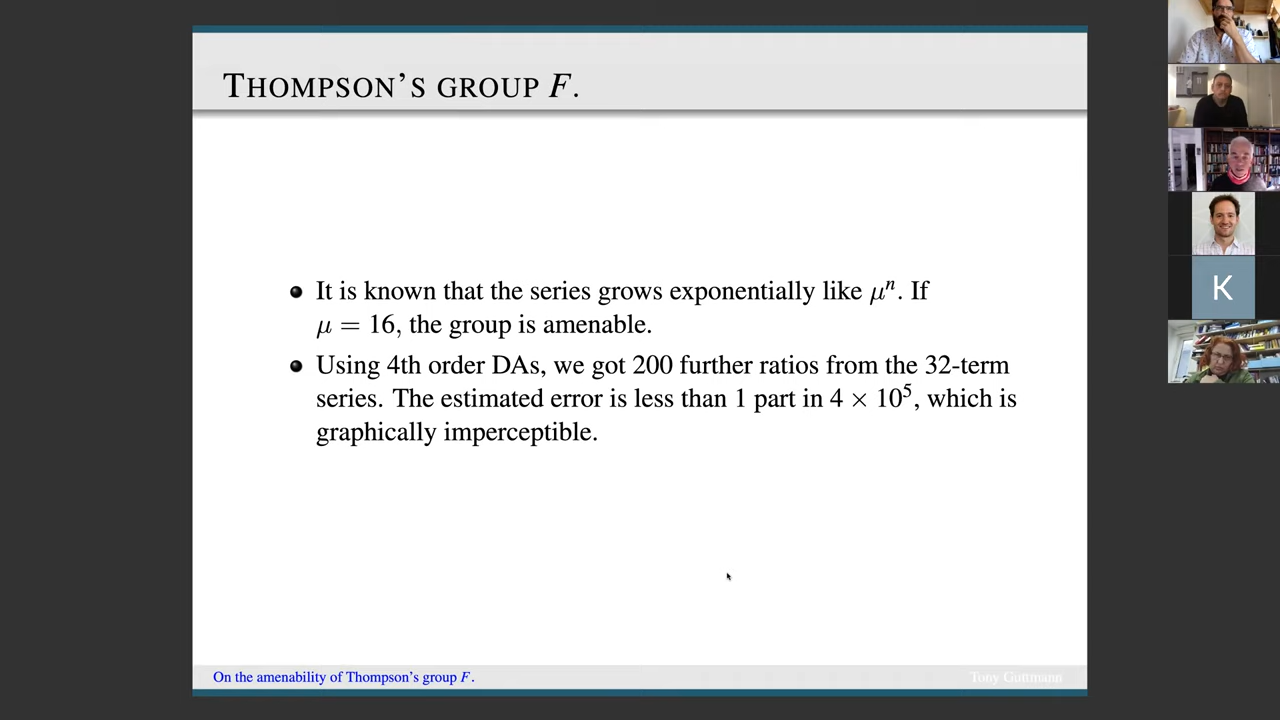 THOMPSON'S GROUP F.
It is known that the series grows exponentially like μⁿ. If
μ = 16, the group is amenable.
Using 4th order DAs, we got 200 further ratios from the 32-term
series. The estimated error is less than 1 part in 4 × 10⁵, which is
graphically imperceptible.
On the amenability of Thompson's group F.
Tony Guttmann
K